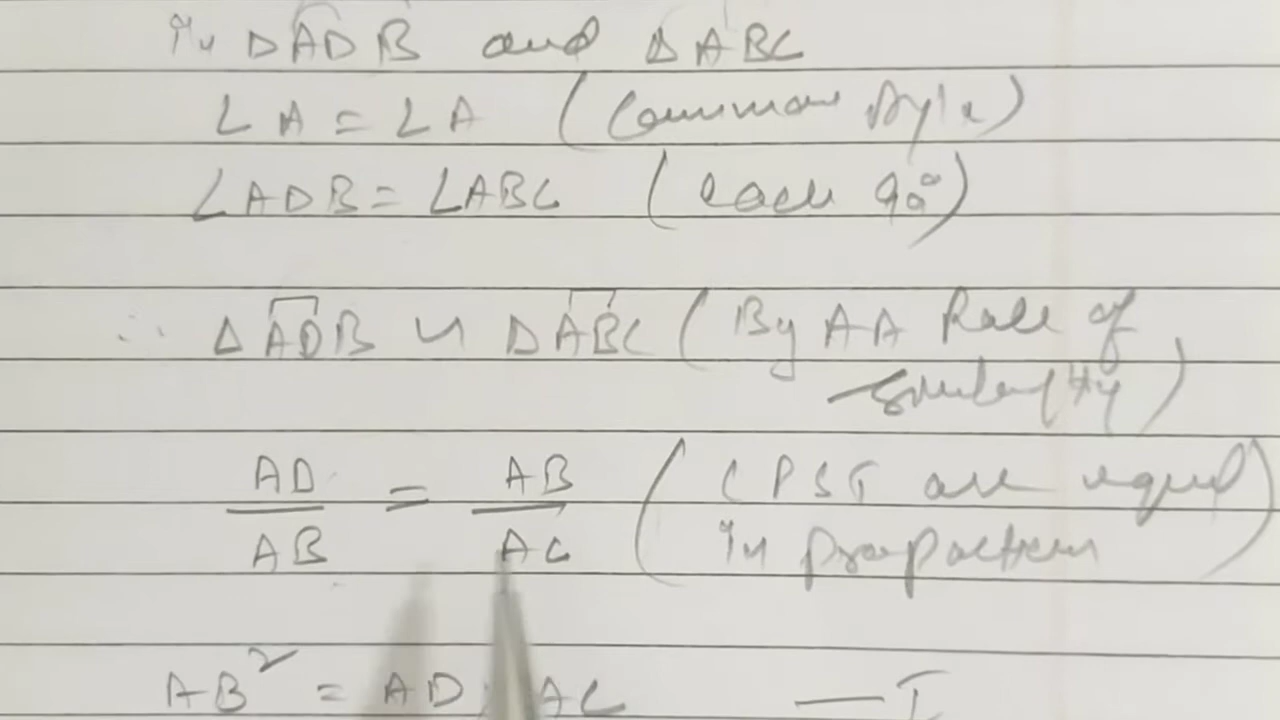 In ΔADB and ΔABC
∠A = ∠A (Common Angle)
∠ADB = ∠ABC (each 90°)
∴ ΔADB ∼ ΔABC (By AA Rule of
Similarity)
AD/AB = AB/AC (CPST are equal
in proportion
AB² = AD . AC — I